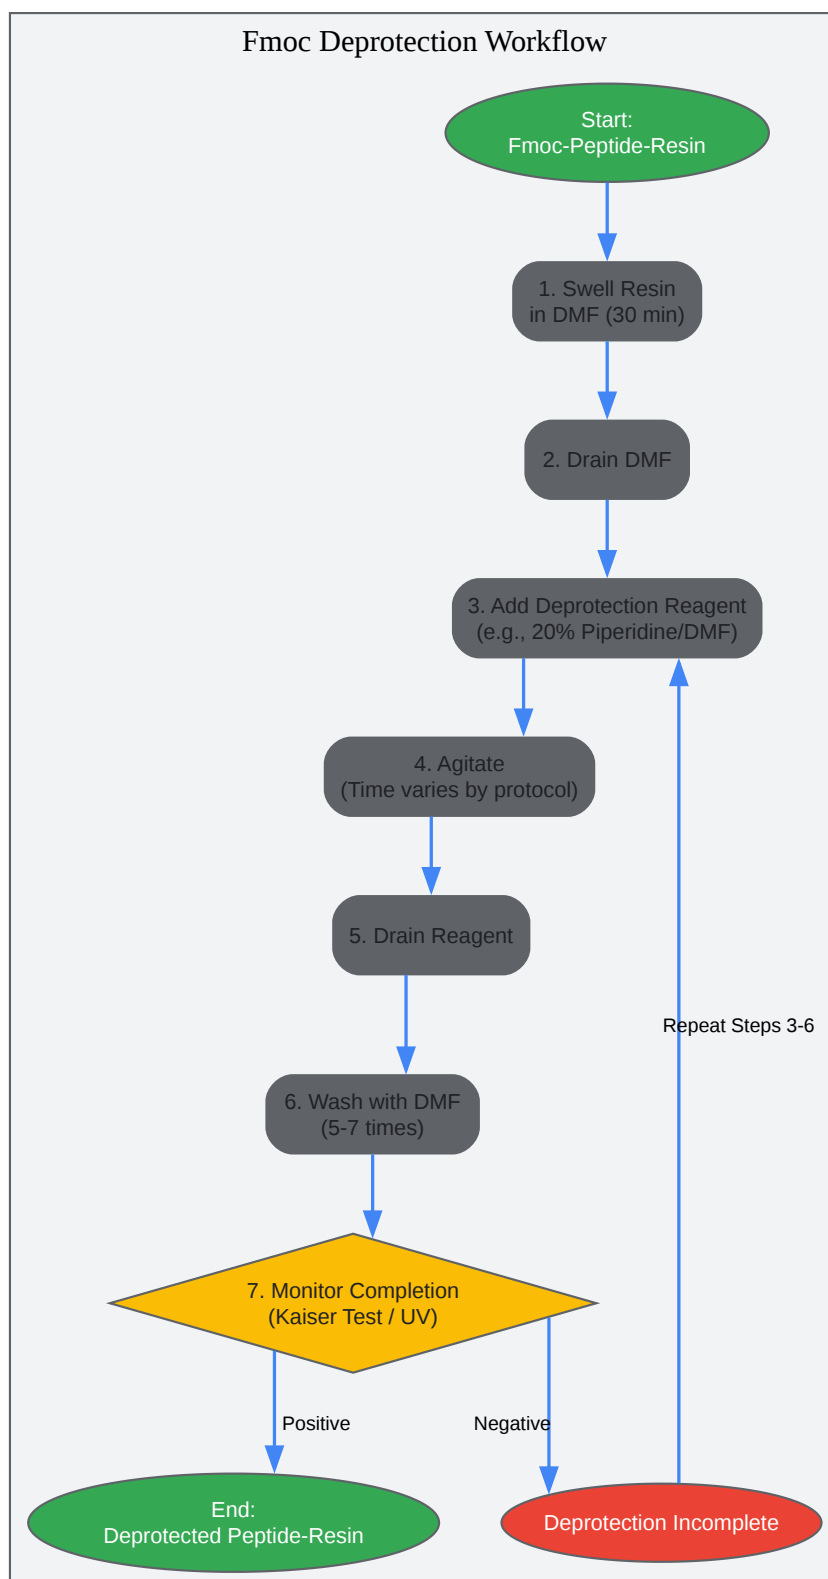 Fmoc Deprotection Workflow
Start:
Fmoc-Peptide-Resin
1. Swell Resin
in DMF (30 min)
2. Drain DMF
3. Add Deprotection Reagent
(e.g., 20% Piperidine/DMF)
4. Agitate
(Time varies by protocol)
5. Drain Reagent
Repeat Steps 3-6
6. Wash with DMF
(5-7 times)
7. Monitor Completion
(Kaiser Test / UV)
Positive
Negative
End:
Deprotected Peptide-Resin
Deprotection Incomplete